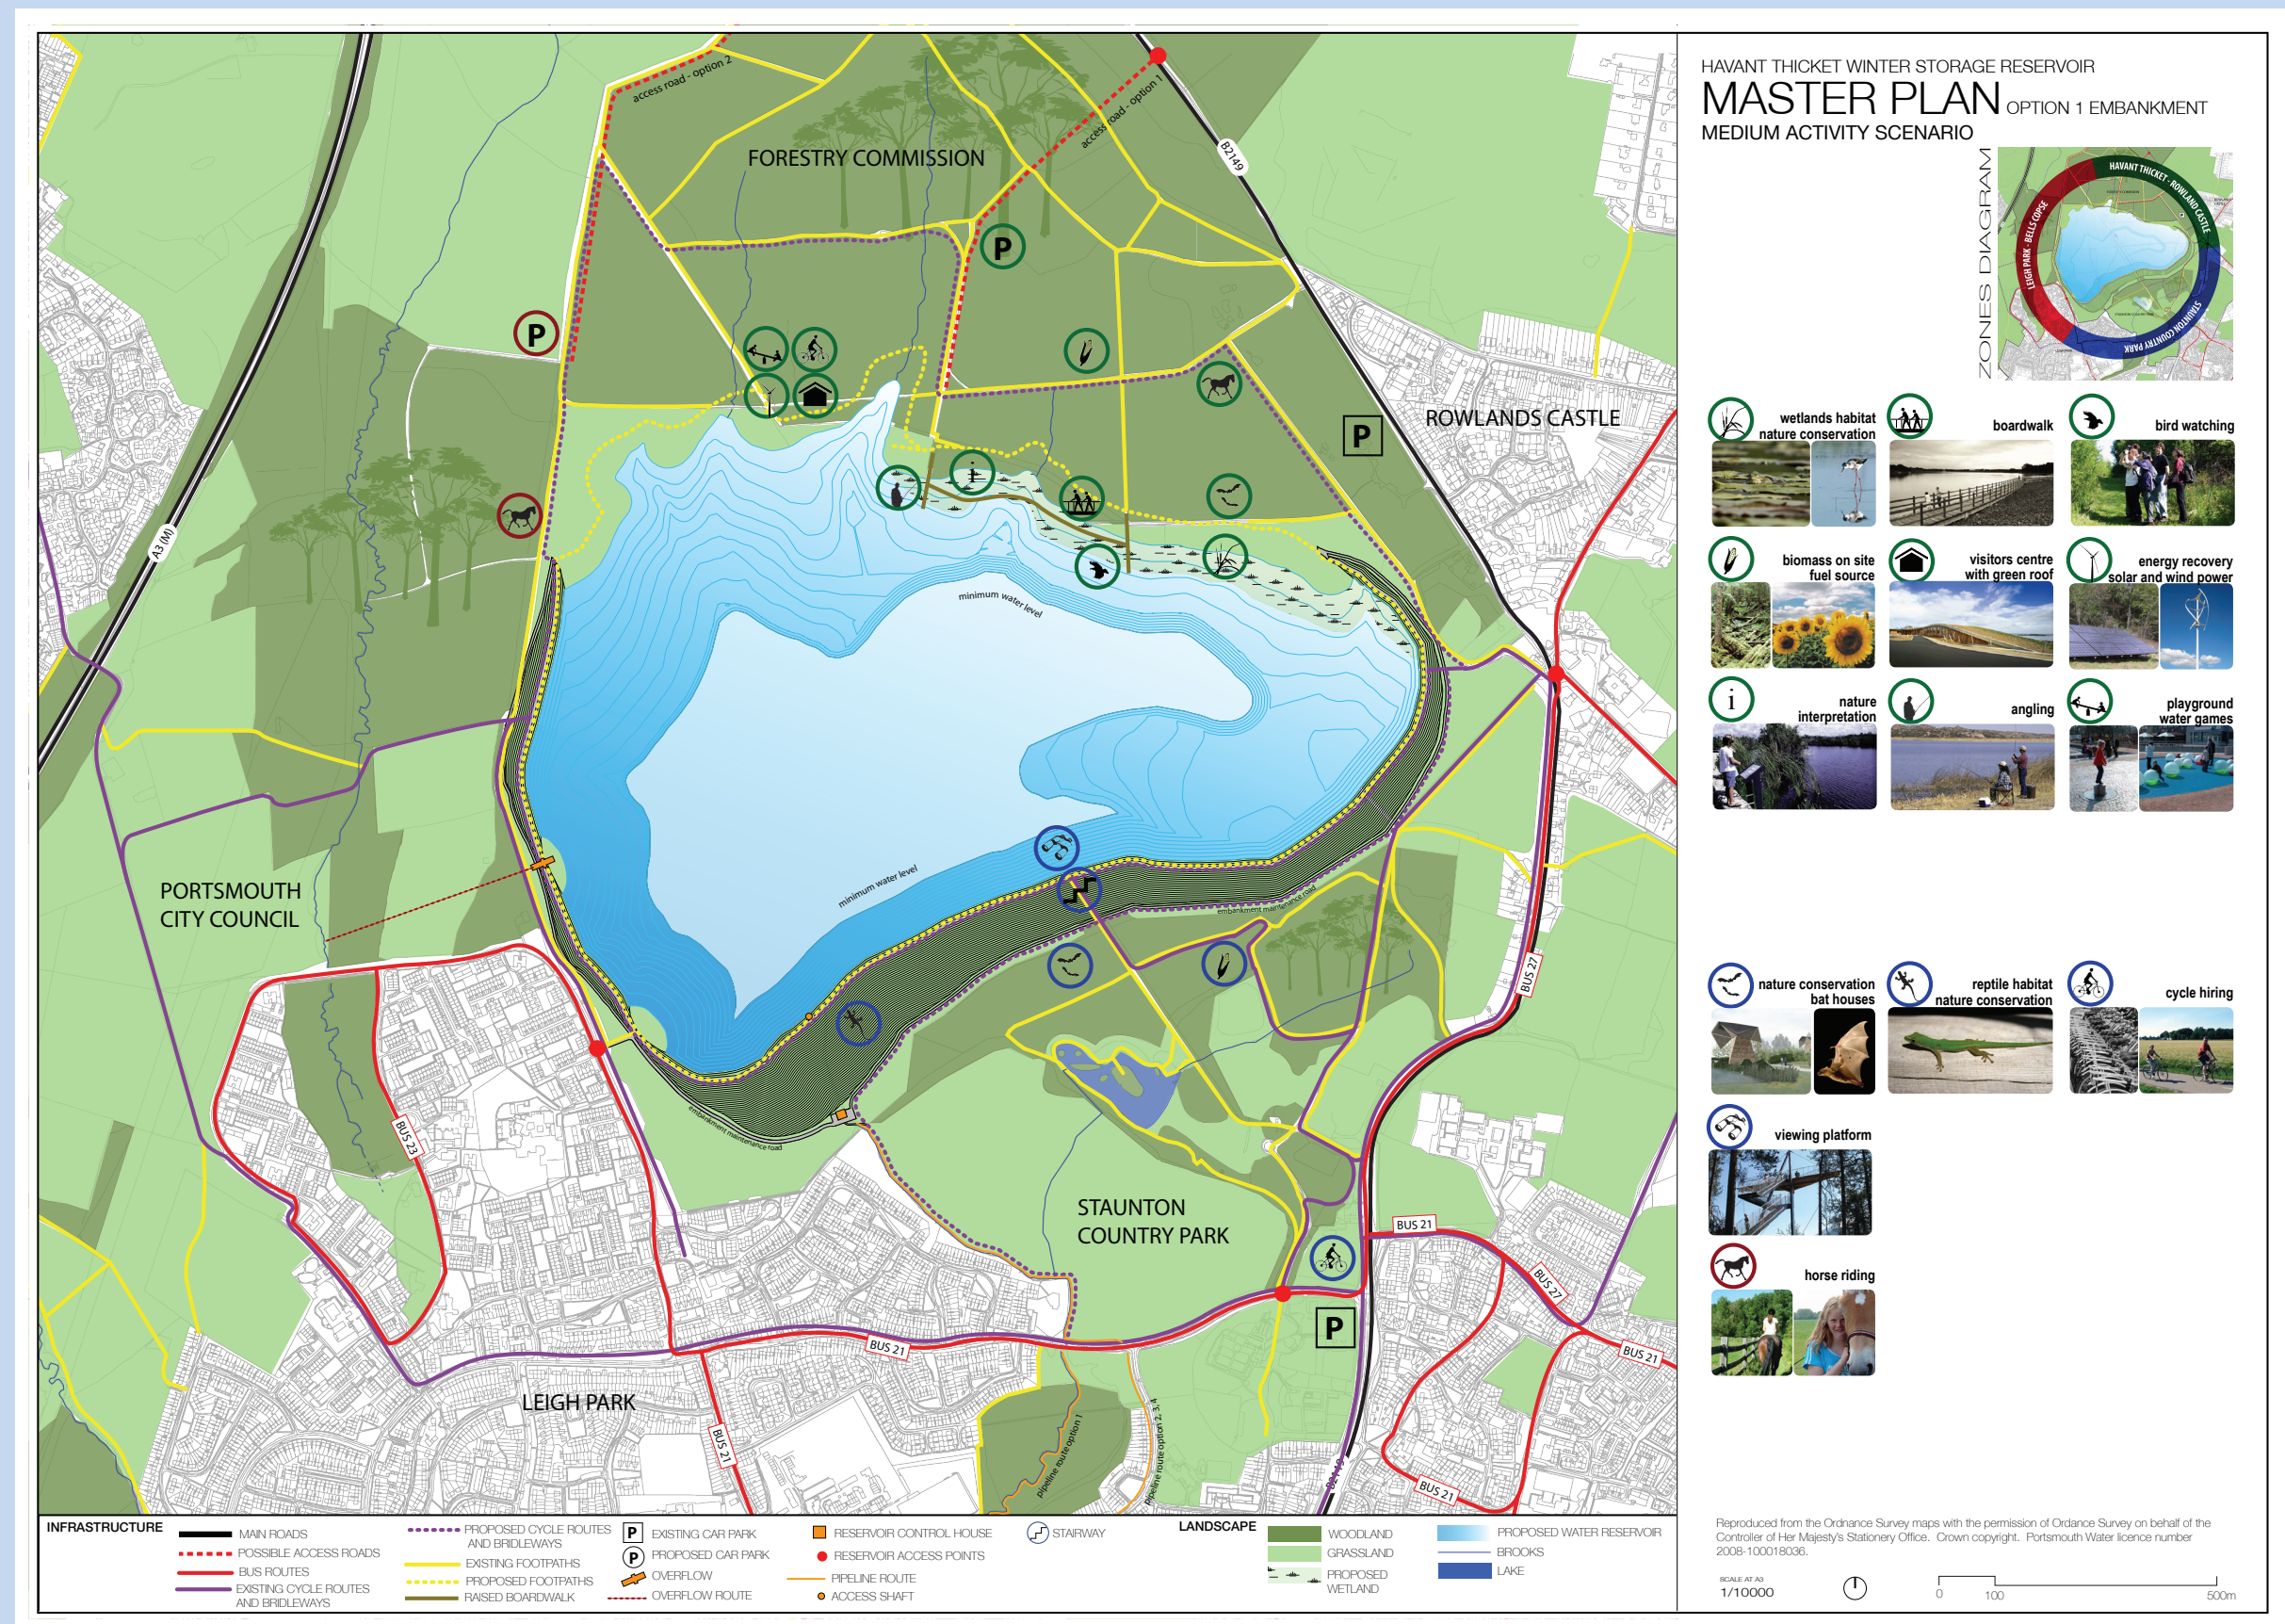 HAVANT THICKET WINTER STORAGE RESERVOIR
MASTER PLAN OPTION 1 EMBANKMENT
MEDIUM ACTIVITY SCENARIO
ZONES DIAGRAM
HAVANT THICKET - ROWLAND CASTLE
STAUNTON COUNTRY PARK
LEIGH PARK - BELLS COPSE
access road - option 2
access road - option 1
FORESTRY COMMISSION
B2149
P
P
P
ROWLANDS CASTLE
A3 (M)
i
minimum water level
minimum water level
PORTSMOUTH
CITY COUNCIL
embankment maintenance road
embankment maintenance road
BUS 27
BUS 23
STAUNTON
COUNTRY PARK
BUS 21
BUS 27
P
BUS 21
BUS 21
LEIGH PARK
BUS 21
BUS 21
pipeline route option 1
pipeline route option 2, 3, 4
B2149
wetlands habitat
nature conservation
boardwalk
bird watching
biomass on site
fuel source
visitors centre
with green roof
energy recovery
solar and wind power
i
nature
interpretation
angling
playground
water games
nature conservation
bat houses
reptile habitat
nature conservation
cycle hiring
viewing platform
horse riding
INFRASTRUCTURE
MAIN ROADS
POSSIBLE ACCESS ROADS
BUS ROUTES
EXISTING CYCLE ROUTES
AND BRIDLEWAYS
PROPOSED CYCLE ROUTES
AND BRIDLEWAYS
EXISTING FOOTPATHS
PROPOSED FOOTPATHS
RAISED BOARDWALK
P EXISTING CAR PARK
P PROPOSED CAR PARK
OVERFLOW
OVERFLOW ROUTE
RESERVOIR CONTROL HOUSE
RESERVOIR ACCESS POINTS
PIPELINE ROUTE
ACCESS SHAFT
STAIRWAY
LANDSCAPE
WOODLAND
GRASSLAND
PROPOSED
WETLAND
PROPOSED WATER RESERVOIR
BROOKS
LAKE
Reproduced from the Ordnance Survey maps with the permission of Ordance Survey on behalf of the
Controller of Her Majesty's Stationery Office. Crown copyright. Portsmouth Water licence number
2008-100018036.
SCALE AT A3
1/10000
0 100 500m